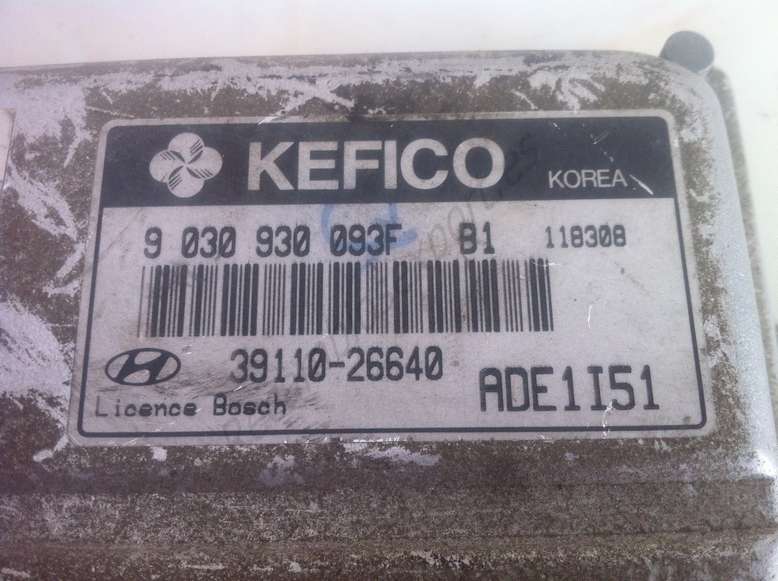 KEFICO KOREA
9 030 930 093F B1 118308
39110-26640 ADE1I51
Licence Bosch